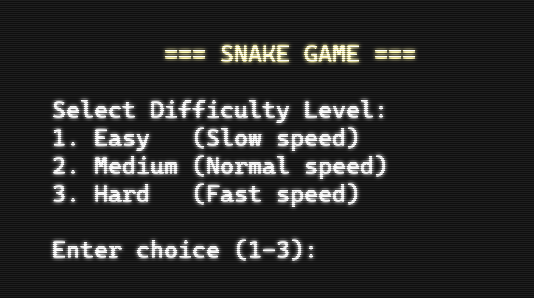 === SNAKE GAME ===
Select Difficulty Level:
1. Easy   (Slow speed)
2. Medium (Normal speed)
3. Hard   (Fast speed)
Enter choice (1-3):